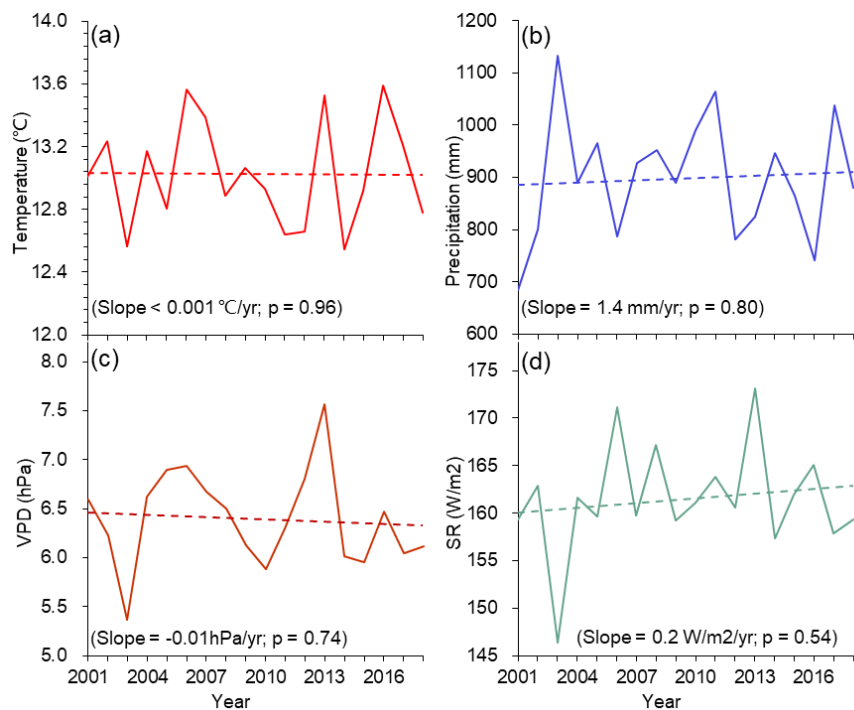 (a)
14.0
13.6
13.2
12.8
12.4
12.0
Temperature (℃)
(Slope < 0.001 ℃/yr; p = 0.96)
(b)
1200
1100
1000
900
800
700
600
Precipitation (mm)
(Slope = 1.4 mm/yr; p = 0.80)
(c)
8.0
7.5
7.0
6.5
6.0
5.5
5.0
VPD (hPa)
(Slope = -0.01hPa/yr; p = 0.74)
2001 2004 2007 2010 2013 2016
Year
(d)
175
170
165
160
155
150
145
SR (W/m2)
(Slope = 0.2 W/m2/yr; p = 0.54)
2001 2004 2007 2010 2013 2016
Year